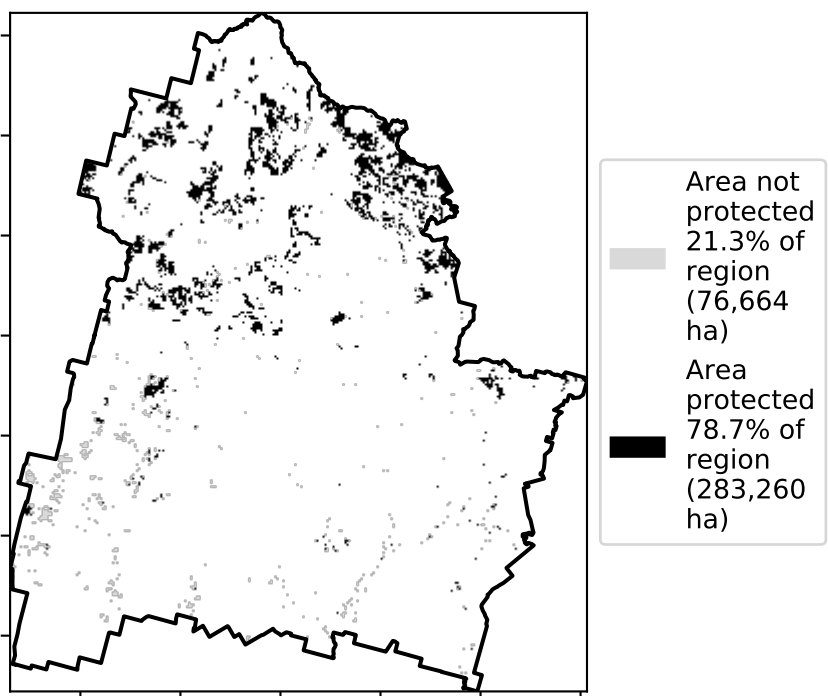 Area not
protected
21.3% of
region
(76,664
ha)
Area
protected
78.7% of
region
(283,260
ha)